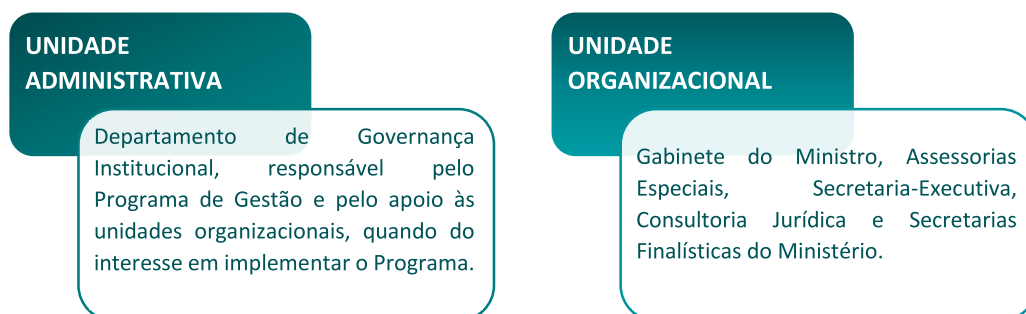 UNIDADE
ADMINISTRATIVA
Departamento de Governança
Institucional, responsável pelo
Programa de Gestão e pelo apoio às
unidades organizacionais, quando do
interesse em implementar o Programa.
UNIDADE
ORGANIZACIONAL
Gabinete do Ministro, Assessorias
Especiais, Secretaria-Executiva,
Consultoria Jurídica e Secretarias
Finalísticas do Ministério.